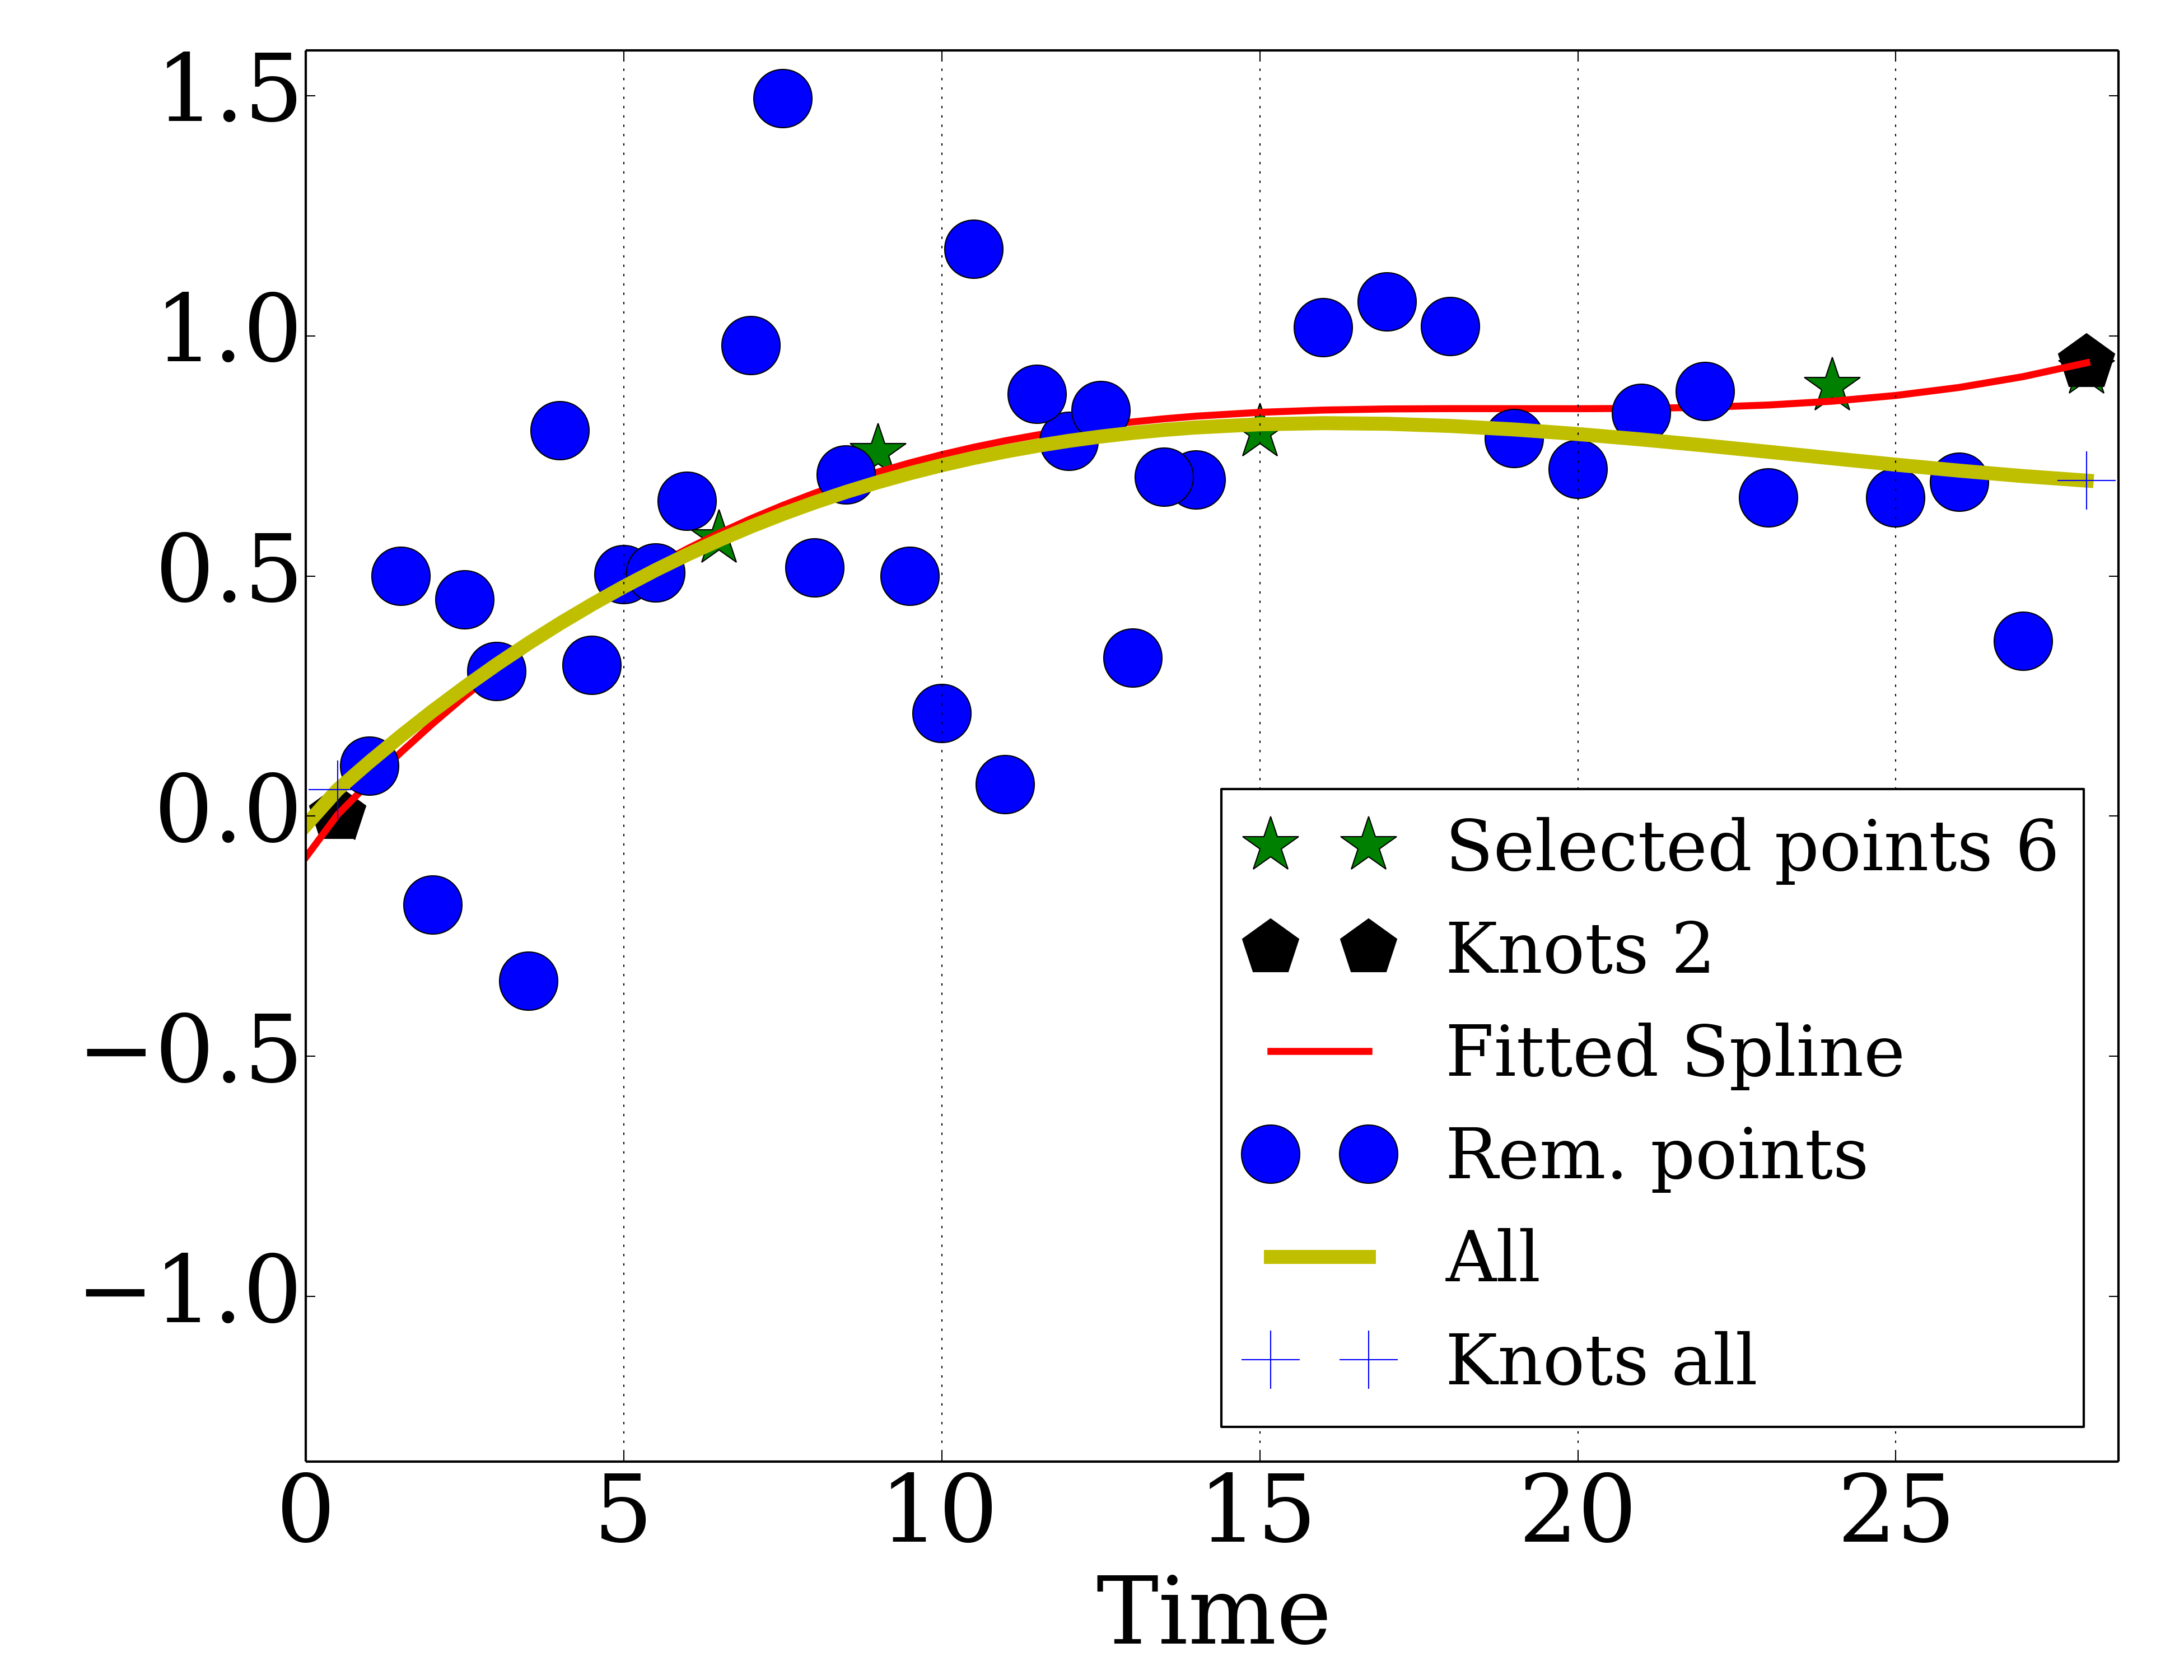 1.5
1.0
0.5
0.0
−0.5
−1.0
Selected points 6
Knots 2
Fitted Spline
Rem. points
All
Knots all
0 5 10 15 20 25
Time